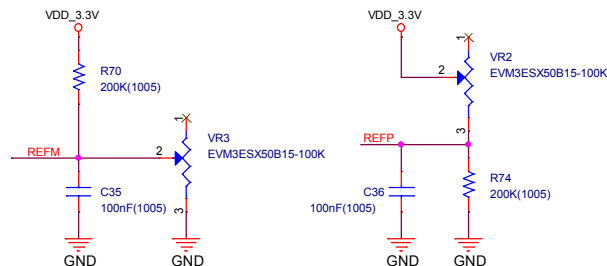 VDD_3.3V
R70
200K(1005)
REFM
1
2
3
VR3
EVM3ESX50B15-100K
C35
100nF(1005)
GND
GND
VDD_3.3V
1
2
3
VR2
EVM3ESX50B15-100K
REFP
C36
100nF(1005)
R74
200K(1005)
GND
GND